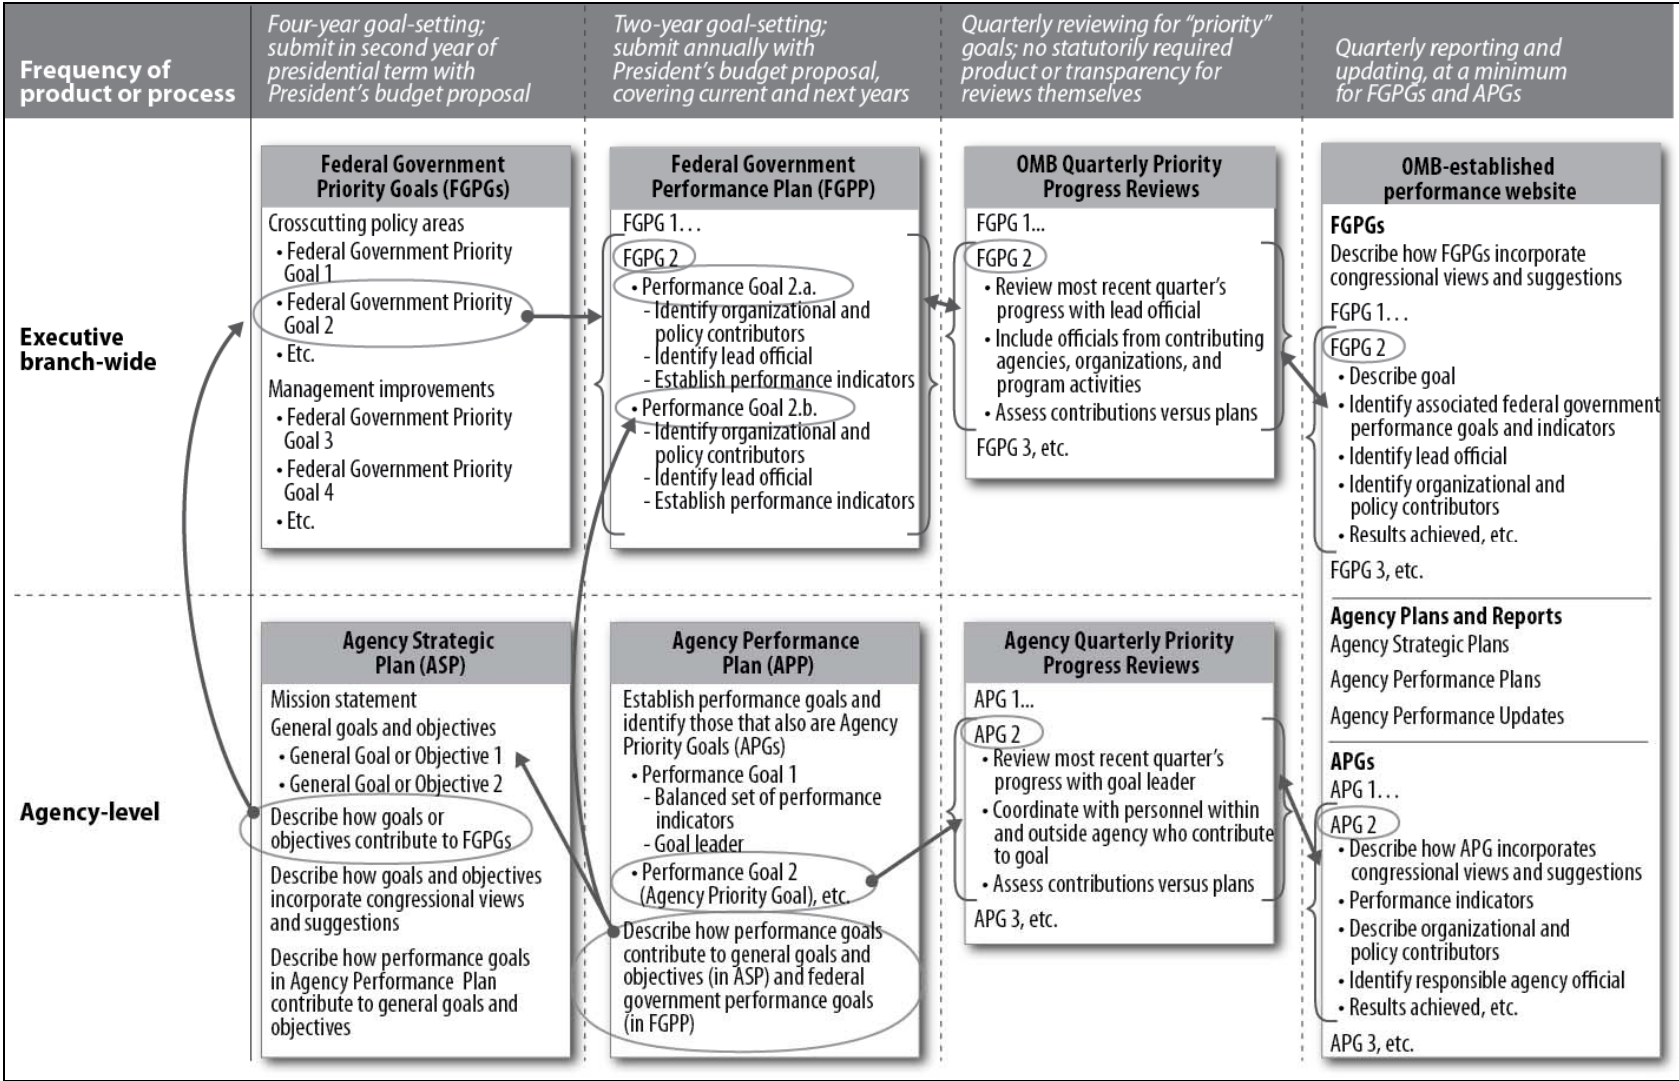 Frequency of
product or process
Four-year goal-setting;
submit in second year of
presidential term with
President's budget proposal
Two-year goal-setting;
submit annually with
President's budget proposal,
covering current and next years
Quarterly reviewing for “priority”
goals; no statutorily required
product or transparency for
reviews themselves
Quarterly reporting and
updating, at a minimum
for FGPGs and APGs
Executive
branch-wide
Federal Government
Priority Goals (FGPGs)
Crosscutting policy areas
• Federal Government Priority
Goal 1
• Federal Government Priority
Goal 2
• Etc.
Management improvements
• Federal Government Priority
Goal 3
• Federal Government Priority
Goal 4
• Etc.
Federal Government
Performance Plan (FGPP)
FGPG 1...
FGPG 2
• Performance Goal 2.a.
- Identify organizational and
policy contributors
- Identify lead official
- Establish performance indicators
• Performance Goal 2.b.
- Identify organizational and
policy contributors
- Identify lead official
- Establish performance indicators
OMB Quarterly Priority
Progress Reviews
FGPG 1...
FGPG 2
• Review most recent quarter's
progress with lead official
• Include officials from contributing
agencies, organizations, and
program activities
• Assess contributions versus plans
FGPG 3, etc.
OMB-established
performance website
FGPGs
Describe how FGPGs incorporate
congressional views and suggestions
FGPG 1...
FGPG 2
• Describe goal
• Identify associated federal government
performance goals and indicators
• Identify lead official
• Identify organizational and
policy contributors
• Results achieved, etc.
FGPG 3, etc.
Agency Plans and Reports
Agency Strategic Plans
Agency Performance Plans
Agency Performance Updates
APGs
APG 1...
APG 2
• Describe how APG incorporates
congressional views and suggestions
• Performance indicators
• Describe organizational and
policy contributors
• Identify responsible agency official
• Results achieved, etc.
APG 3, etc.
Agency-level
Agency Strategic
Plan (ASP)
Mission statement
General goals and objectives
• General Goal or Objective 1
• General Goal or Objective 2
Describe how goals or
objectives contribute to FGPGs
Describe how goals and objectives
incorporate congressional views
and suggestions
Describe how performance goals
in Agency Performance Plan
contribute to general goals and
objectives
Agency Performance
Plan (APP)
Establish performance goals and
identify those that also are Agency
Priority Goals (APGs)
• Performance Goal 1
- Balanced set of performance
indicators
- Goal leader
• Performance Goal 2
(Agency Priority Goal), etc.
Describe how performance goals
contribute to general goals and
objectives (in ASP) and federal
government performance goals
(in FGPP)
Agency Quarterly Priority
Progress Reviews
APG 1...
APG 2
• Review most recent quarter's
progress with goal leader
• Coordinate with personnel within
and outside agency who contribute
to goal
• Assess contributions versus plans
APG 3, etc.